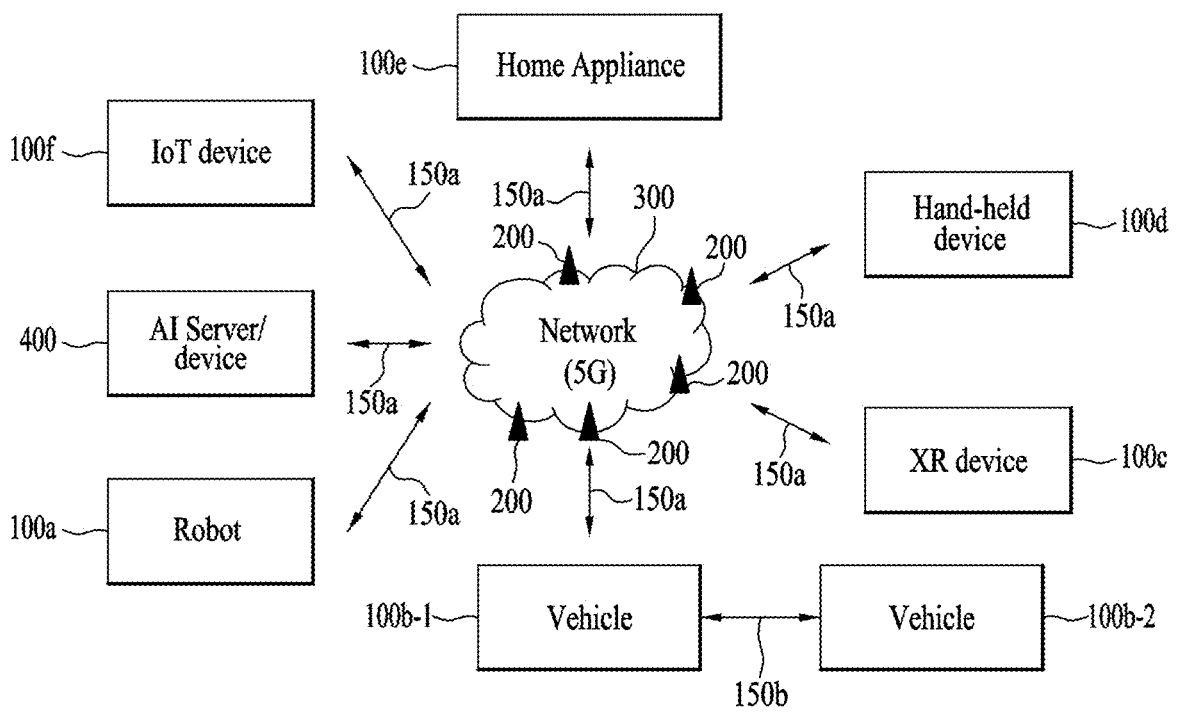 100e
Home Appliance
100f
IoT device
150a
150a
300
200
200
Hand-held
device
100d
150a
400
AI Server/
device
150a
Network
(5G)
200
150a
100a
Robot
150a
200
200
150a
XR device
100c
100b-1
Vehicle
Vehicle
100b-2
150b